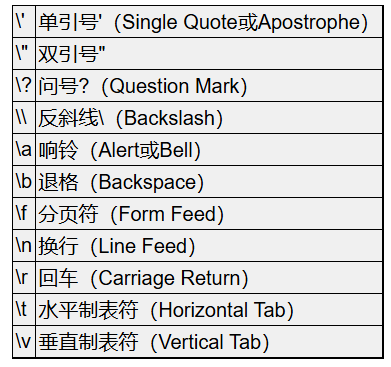 \' 单引号'（Single Quote或Apostrophe）
\" 双引号"
\? 问号?（Question Mark）
\\ 反斜线\（Backslash）
\a 响铃（Alert或Bell）
\b 退格（Backspace）
\f 分页符（Form Feed）
\n 换行（Line Feed）
\r 回车（Carriage Return）
\t 水平制表符（Horizontal Tab）
\v 垂直制表符（Vertical Tab）